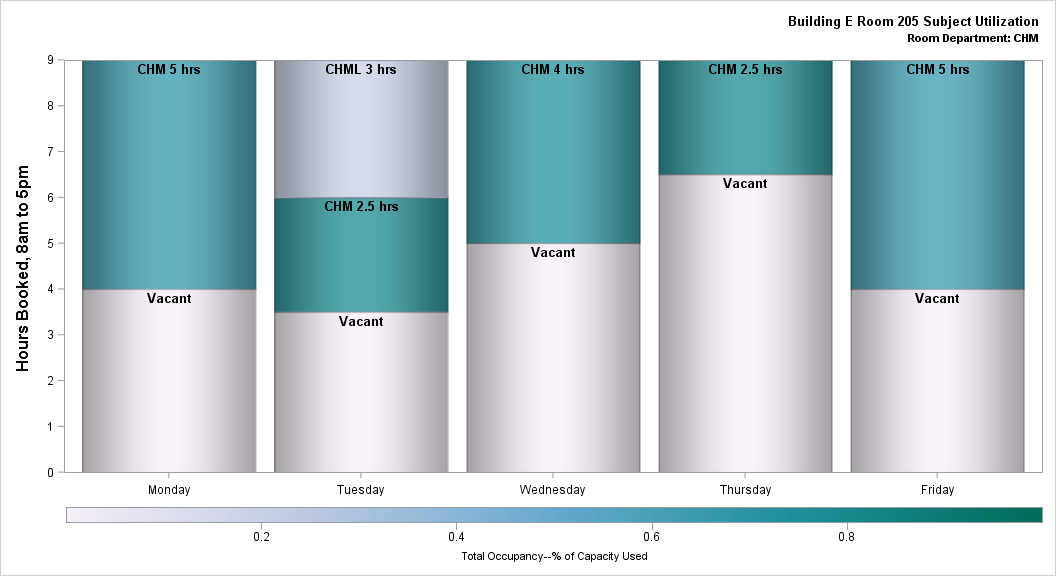 Building E Room 205 Subject Utilization
Room Department: CHM
Hours Booked, 8am to 5pm
9
8
7
6
5
4
3
2
1
0
CHM 5 hrs
Vacant
CHML 3 hrs
CHM 2.5 hrs
Vacant
CHM 4 hrs
Vacant
CHM 2.5 hrs
Vacant
CHM 5 hrs
Vacant
Monday Tuesday Wednesday Thursday Friday
0.2 0.4 0.6 0.8
Total Occupancy--% of Capacity Used